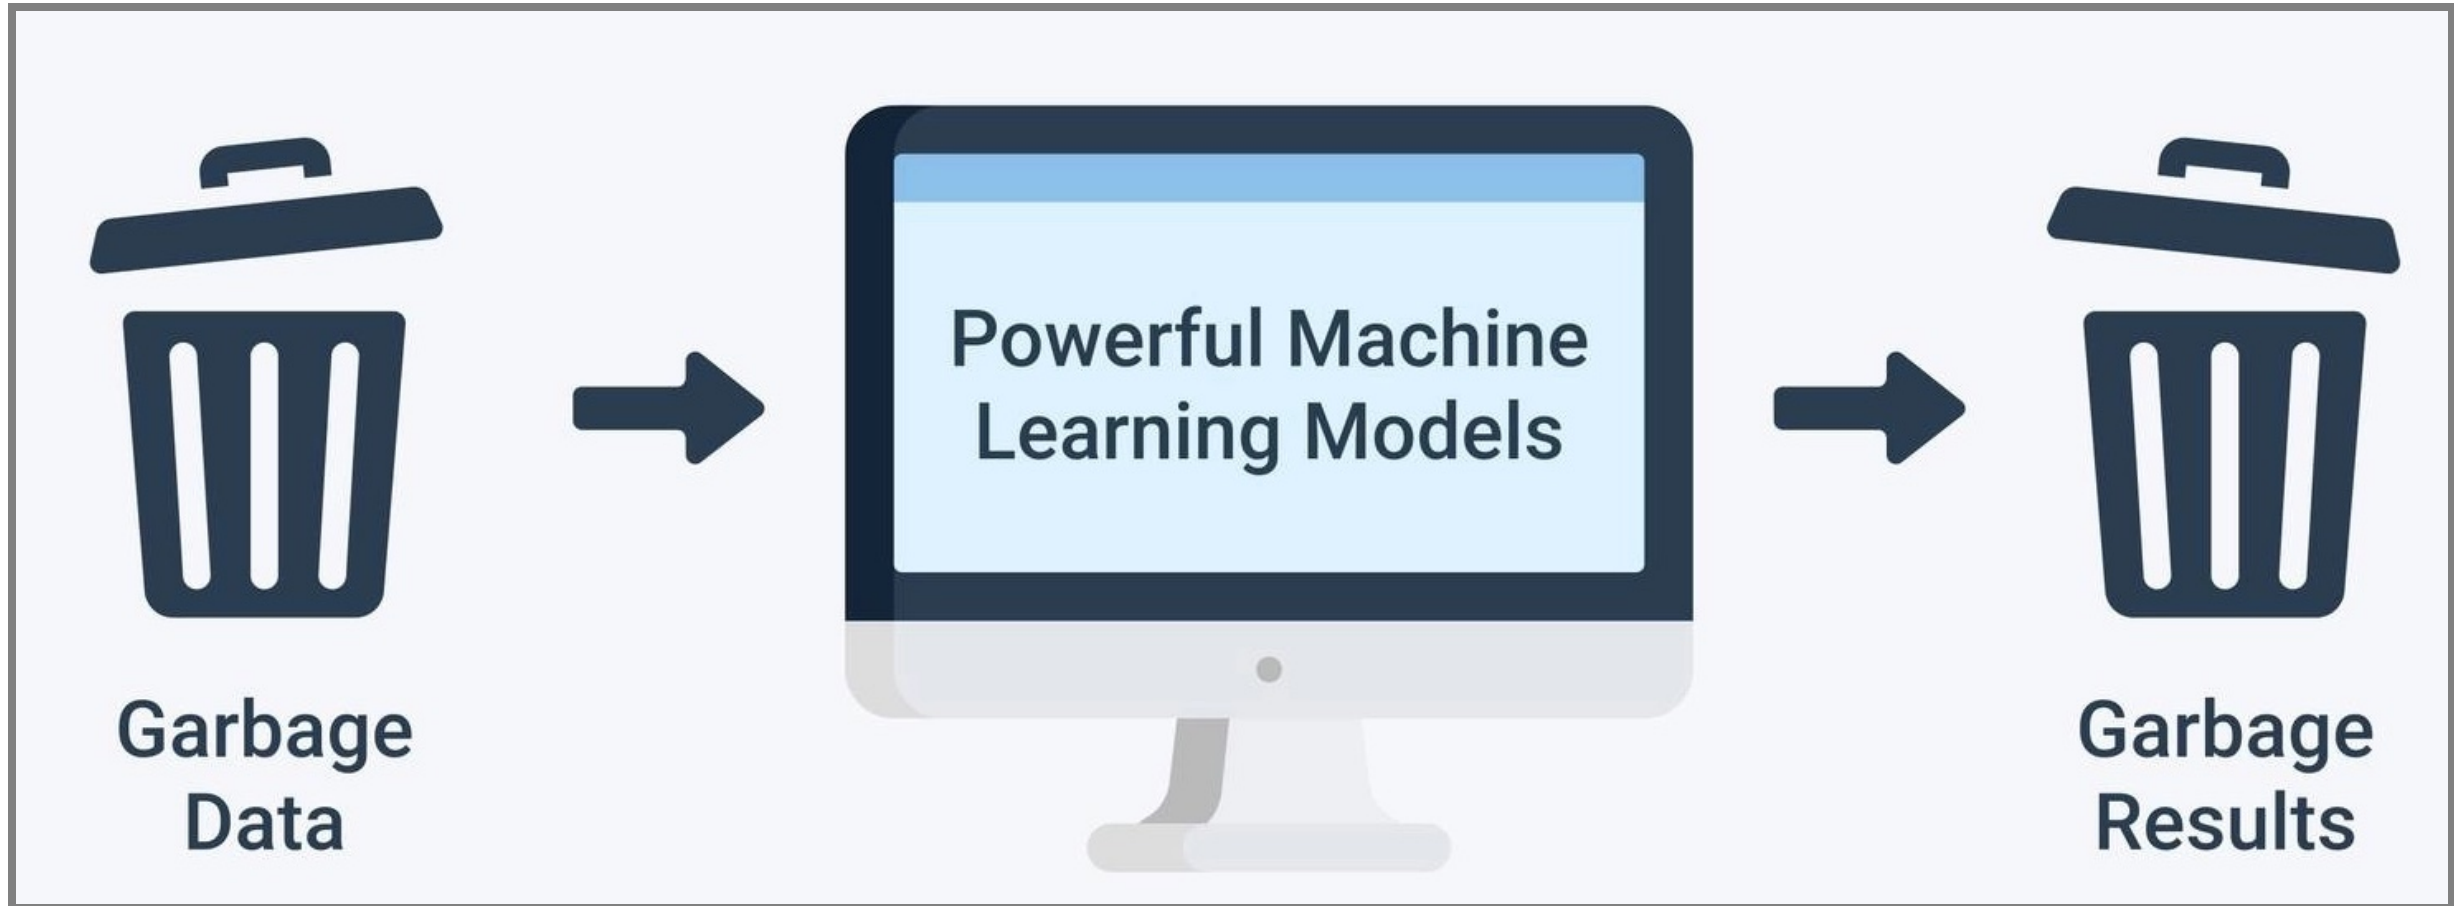 Garbage
Data
Powerful Machine
Learning Models
Garbage
Results